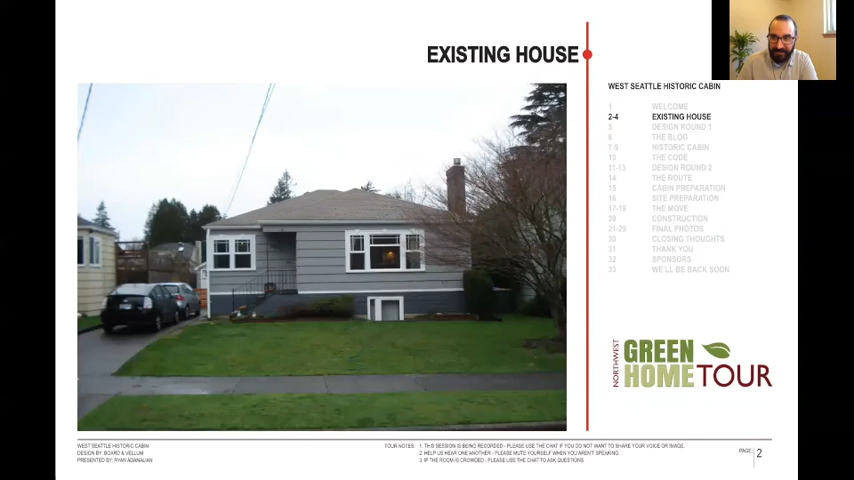 EXISTING HOUSE
WEST SEATTLE HISTORIC CABIN
1 WELCOME
2-4 EXISTING HOUSE
5 DESIGN ROUND 1
6 THE BLOG
7-9 HISTORIC CABIN
10 THE CODE
11-13 DESIGN ROUND 2
14 THE ROUTE
15 CABIN PREPARATION
16 SITE PREPARATION
17-19 THE MOVE
20 CONSTRUCTION
21-29 FINAL PHOTOS
30 CLOSING THOUGHTS
31 THANK YOU
32 SPONSORS
33 WE'LL BE BACK SOON
NORTHWEST
GREEN
HOME TOUR
WEST SEATTLE HISTORIC CABIN
DESIGN BY: BOARD & VELLUM
PRESENTED BY: RYAN ADANALIAN
TOUR NOTES: 1. THIS SESSION IS BEING RECORDED - PLEASE USE THE CHAT IF YOU DO NOT WANT TO SHARE YOUR VOICE OR IMAGE.
2. HELP US HEAR ONE ANOTHER - PLEASE MUTE YOURSELF WHEN YOU AREN'T SPEAKING.
3. IF THE ROOM IS CROWDED - PLEASE USE THE CHAT TO ASK QUESTIONS
PAGE: 2